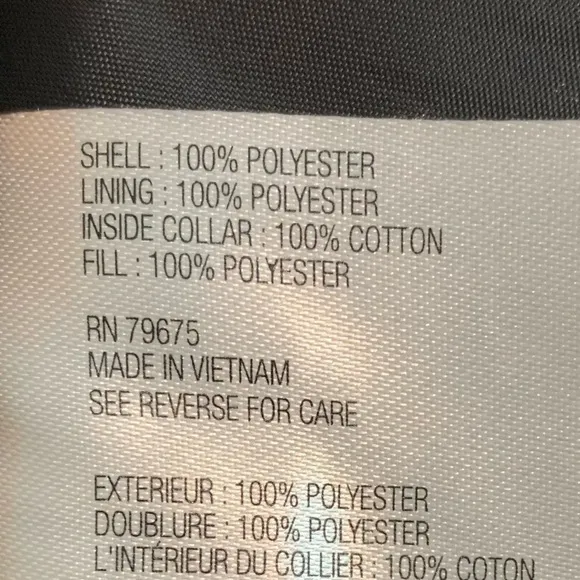 SHELL : 100% POLYESTER
LINING : 100% POLYESTER
INSIDE COLLAR : 100% COTTON
FILL : 100% POLYESTER
RN 79675
MADE IN VIETNAM
SEE REVERSE FOR CARE
EXTERIEUR : 100% POLYESTER
DOUBLURE : 100% POLYESTER
L'INTÉRIEUR DU COLLIER : 100% COTON